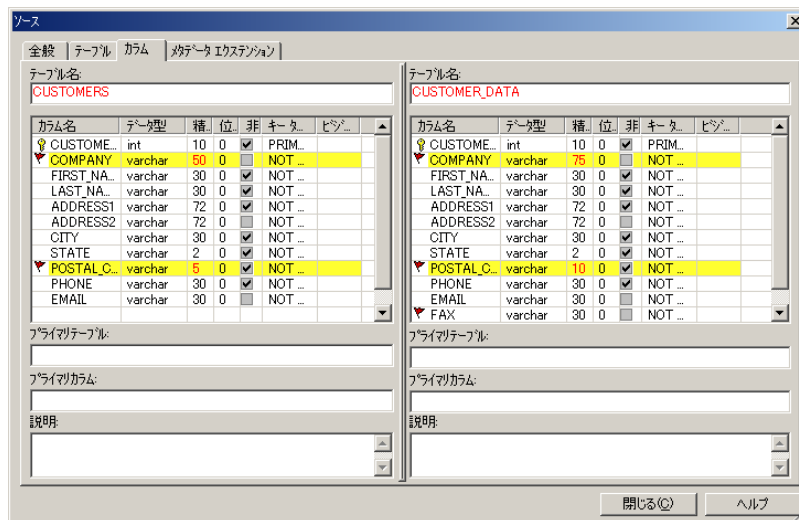 ソース
全般 テーブル カラム メタデータ エクステンション
テーブル名:
CUSTOMERS
カラム名 データ型 精.. 位.. 非 キー タ... ビジ...
CUSTOME... int 10 0 PRIM...
COMPANY varchar 50 0 NOT ...
FIRST_NA... varchar 30 0 NOT ...
LAST_NA... varchar 30 0 NOT ...
ADDRESS1 varchar 72 0 NOT ...
ADDRESS2 varchar 72 0 NOT ...
CITY varchar 30 0 NOT ...
STATE varchar 2 0 NOT ...
POSTAL_C... varchar 5 0 NOT ...
PHONE varchar 30 0 NOT ...
EMAIL varchar 30 0 NOT ...
プライマリテーブル:
プライマリカラム:
説明:
テーブル名:
CUSTOMER_DATA
カラム名 データ型 精.. 位.. 非 キー タ... ビジ...
CUSTOME... int 10 0 PRIM...
COMPANY varchar 75 0 NOT ...
FIRST_NA... varchar 30 0 NOT ...
LAST_NA... varchar 30 0 NOT ...
ADDRESS1 varchar 72 0 NOT ...
ADDRESS2 varchar 72 0 NOT ...
CITY varchar 30 0 NOT ...
STATE varchar 2 0 NOT ...
POSTAL_C... varchar 10 0 NOT ...
PHONE varchar 30 0 NOT ...
EMAIL varchar 30 0 NOT ...
FAX varchar 30 0 NOT ...
プライマリテーブル:
プライマリカラム:
説明:
閉じる(C) ヘルプ